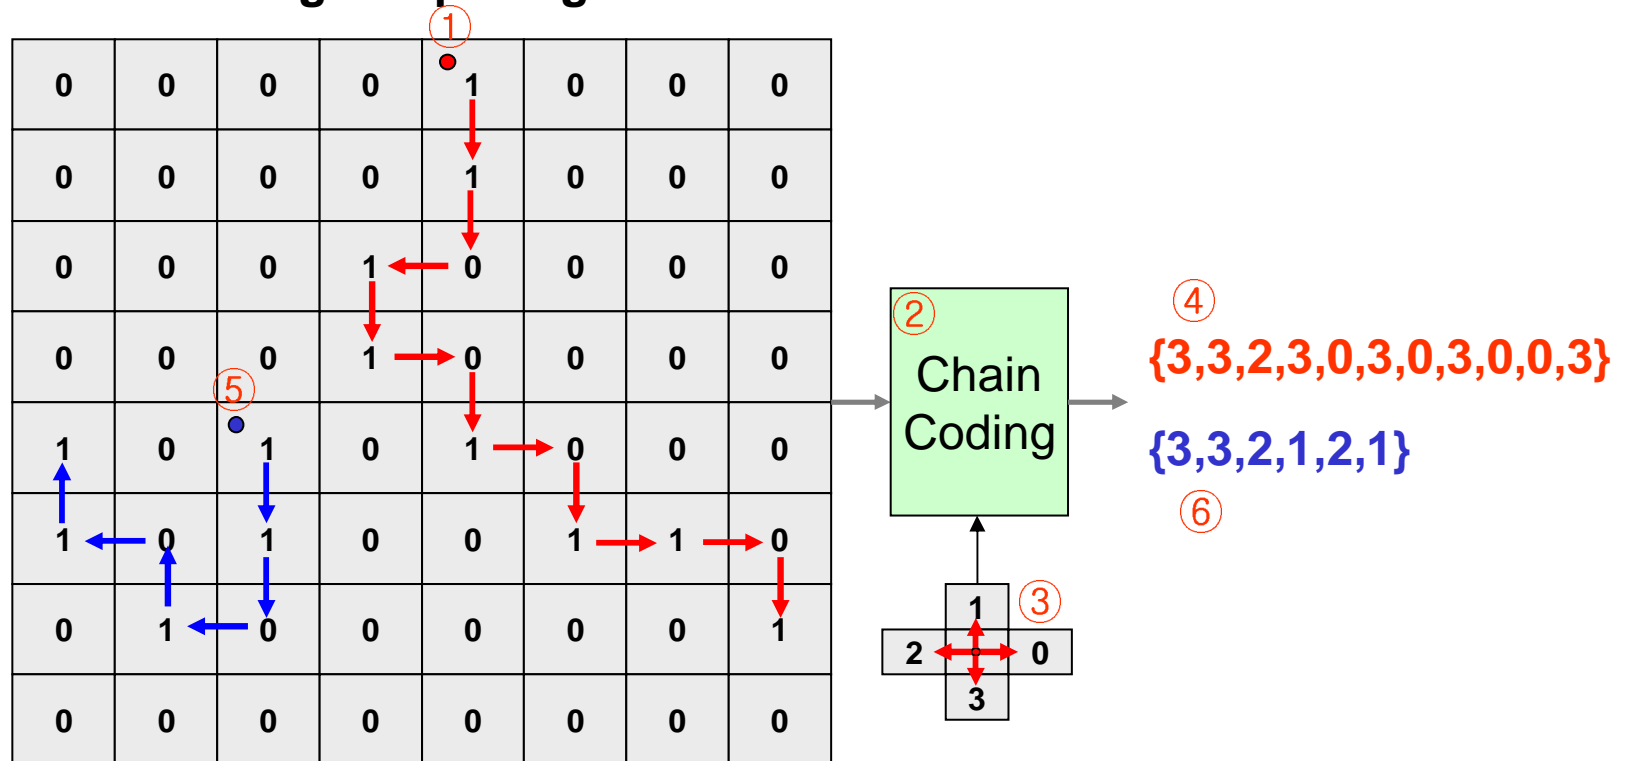 ①
0 0 0 0 1 0 0 0
0 0 0 0 1 0 0 0
0 0 0 1 0 0 0 0
0 0 0 1 0 0 0 0
⑤
1 0 1 0 1 0 0 0
1 0 1 0 0 1 1 0
0 1 0 0 0 0 0 1
0 0 0 0 0 0 0 0
②
Chain
Coding
③
1
2 0
3
④
{3,3,2,3,0,3,0,3,0,0,3}
{3,3,2,1,2,1}
⑥